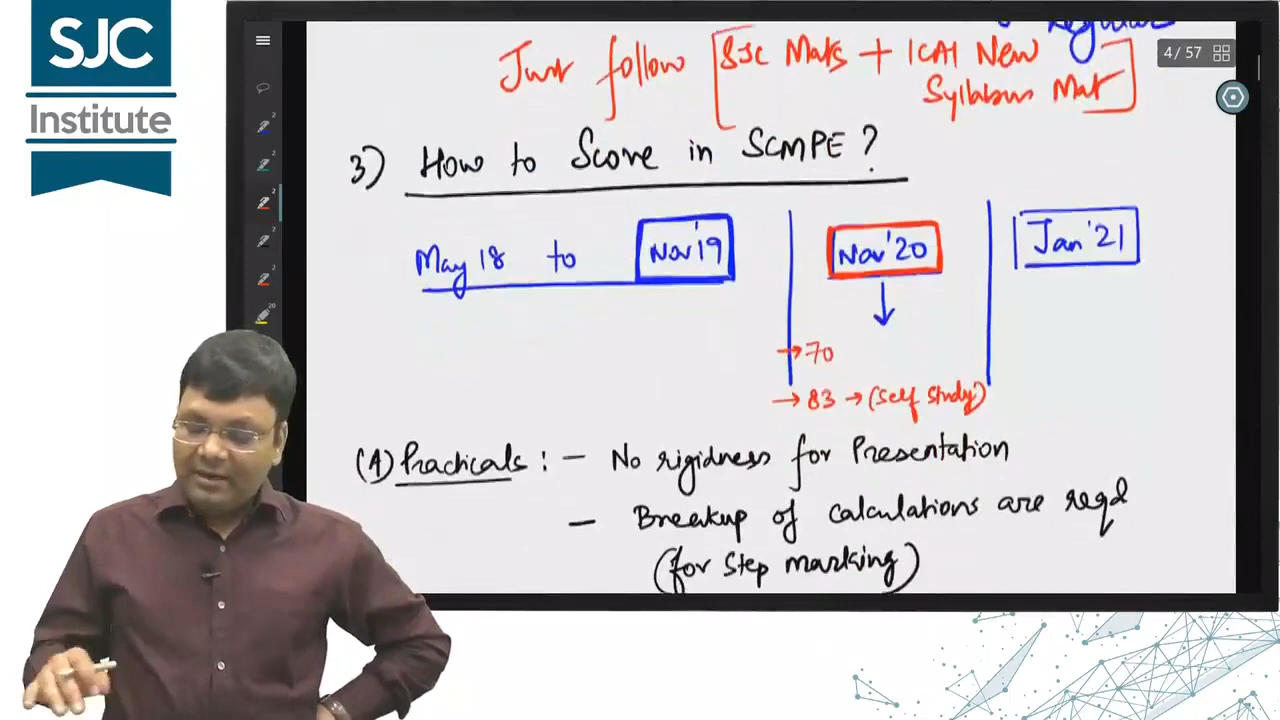 SJC
Institute
Regular
4 / 57
Just follow [SJC Mats + ICAI New
Syllabus Mat]
3) How to Score in SCMPE?
May 18 to Nov'19
Nov'20
Jan '21
→ 70
→ 83 → (Self Study)
(A) Practicals : – No rigidness for Presentation
– Breakup of calculations are reqd
(for step marking)